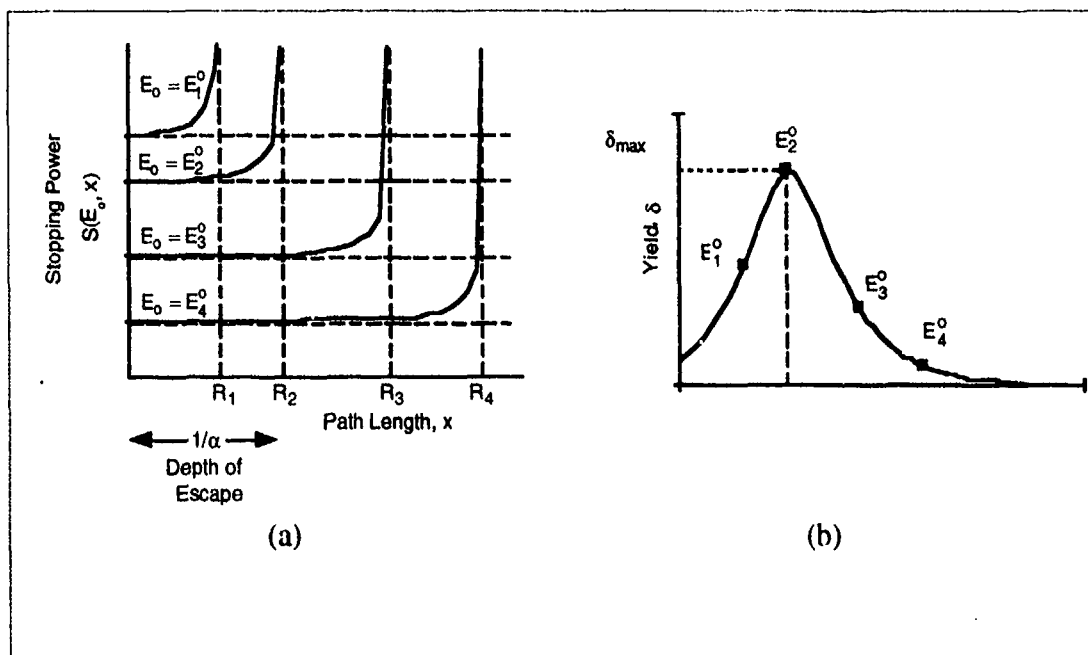 E₀ = E₁⁰
E₀ = E₂⁰
E₀ = E₃⁰
E₀ = E₄⁰
Stopping Power
S(E₀, x)
R₁ R₂ R₃ R₄
Path Length, x
1/α
Depth of
Escape
(a)
δmax
Yield, δ
E₂⁰
E₁⁰
E₃⁰
E₄⁰
(b)